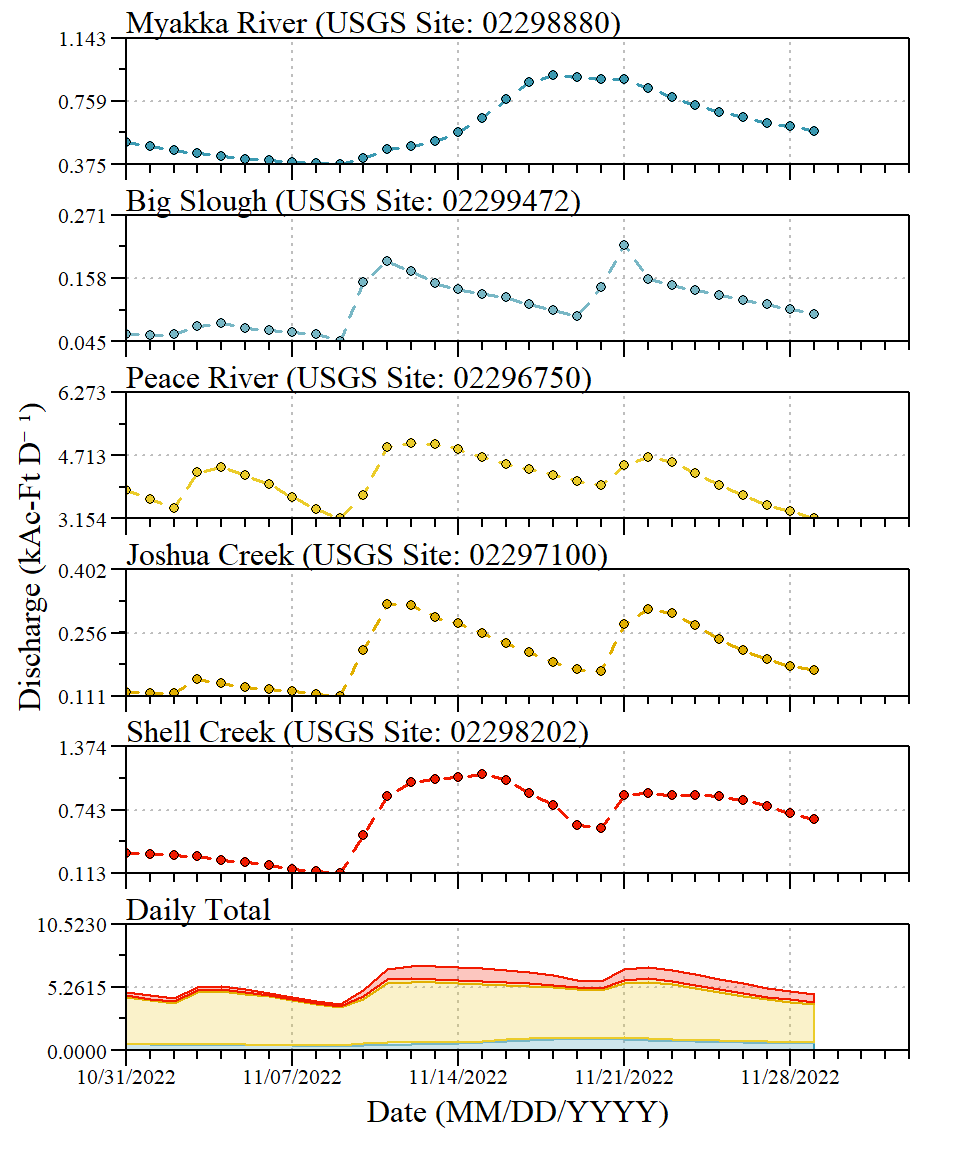 Myakka River (USGS Site: 02298880)
1.143
0.759
0.375
Big Slough (USGS Site: 02299472)
0.271
0.158
0.045
Peace River (USGS Site: 02296750)
6.273
4.713
3.154
Joshua Creek (USGS Site: 02297100)
0.402
0.256
0.111
Shell Creek (USGS Site: 02298202)
1.374
0.743
0.113
Daily Total
10.5230
5.2615
0.0000
Discharge (kAc-Ft D⁻¹)
10/31/2022 11/07/2022 11/14/2022 11/21/2022 11/28/2022
Date (MM/DD/YYYY)